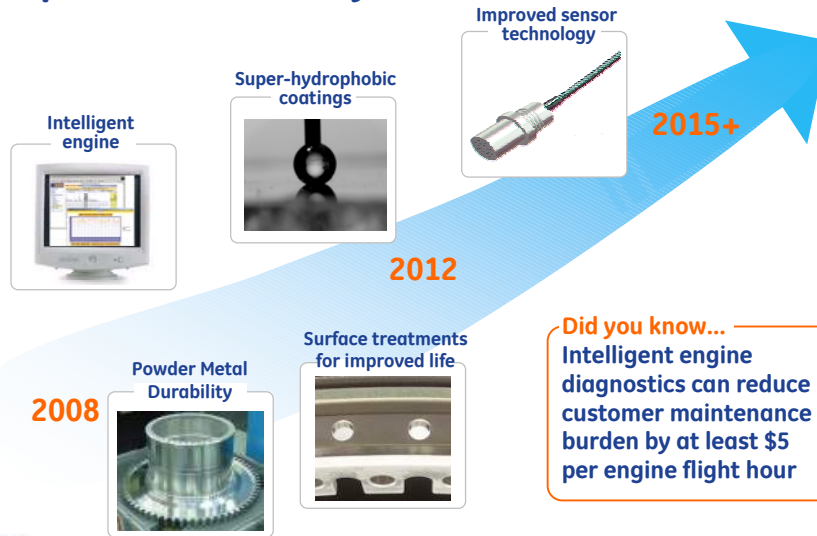 Improved sensor
technology
Super-hydrophobic
coatings
Intelligent
engine
2015+
2012
Surface treatments
for improved life
Powder Metal
Durability
2008
Did you know...
Intelligent engine
diagnostics can reduce
customer maintenance
burden by at least $5
per engine flight hour